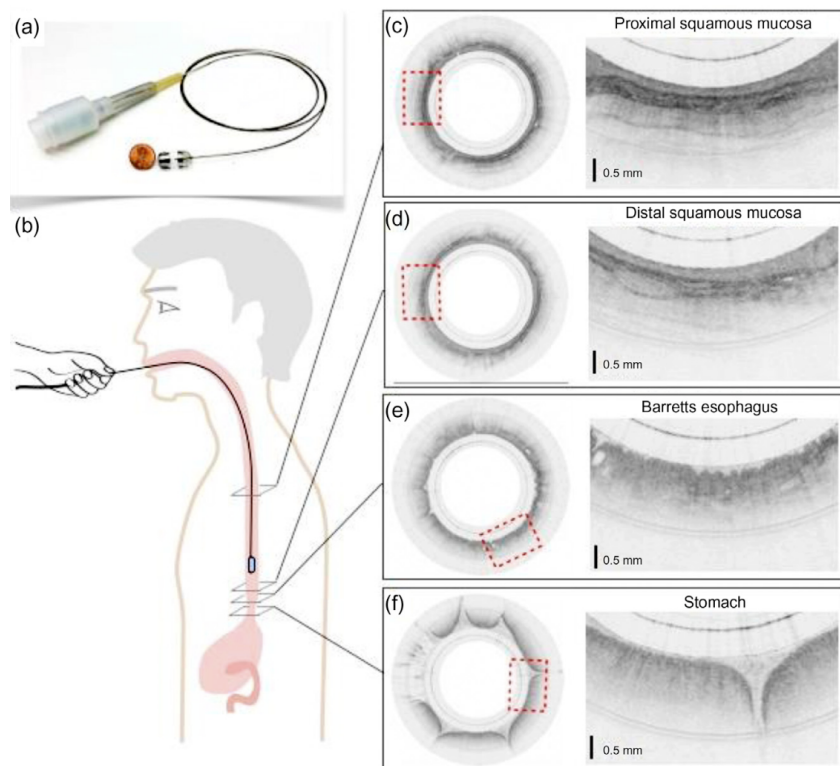 (a)
(b)
(c)
Proximal squamous mucosa
0.5 mm
(d)
Distal squamous mucosa
0.5 mm
(e)
Barretts esophagus
0.5 mm
(f)
Stomach
0.5 mm